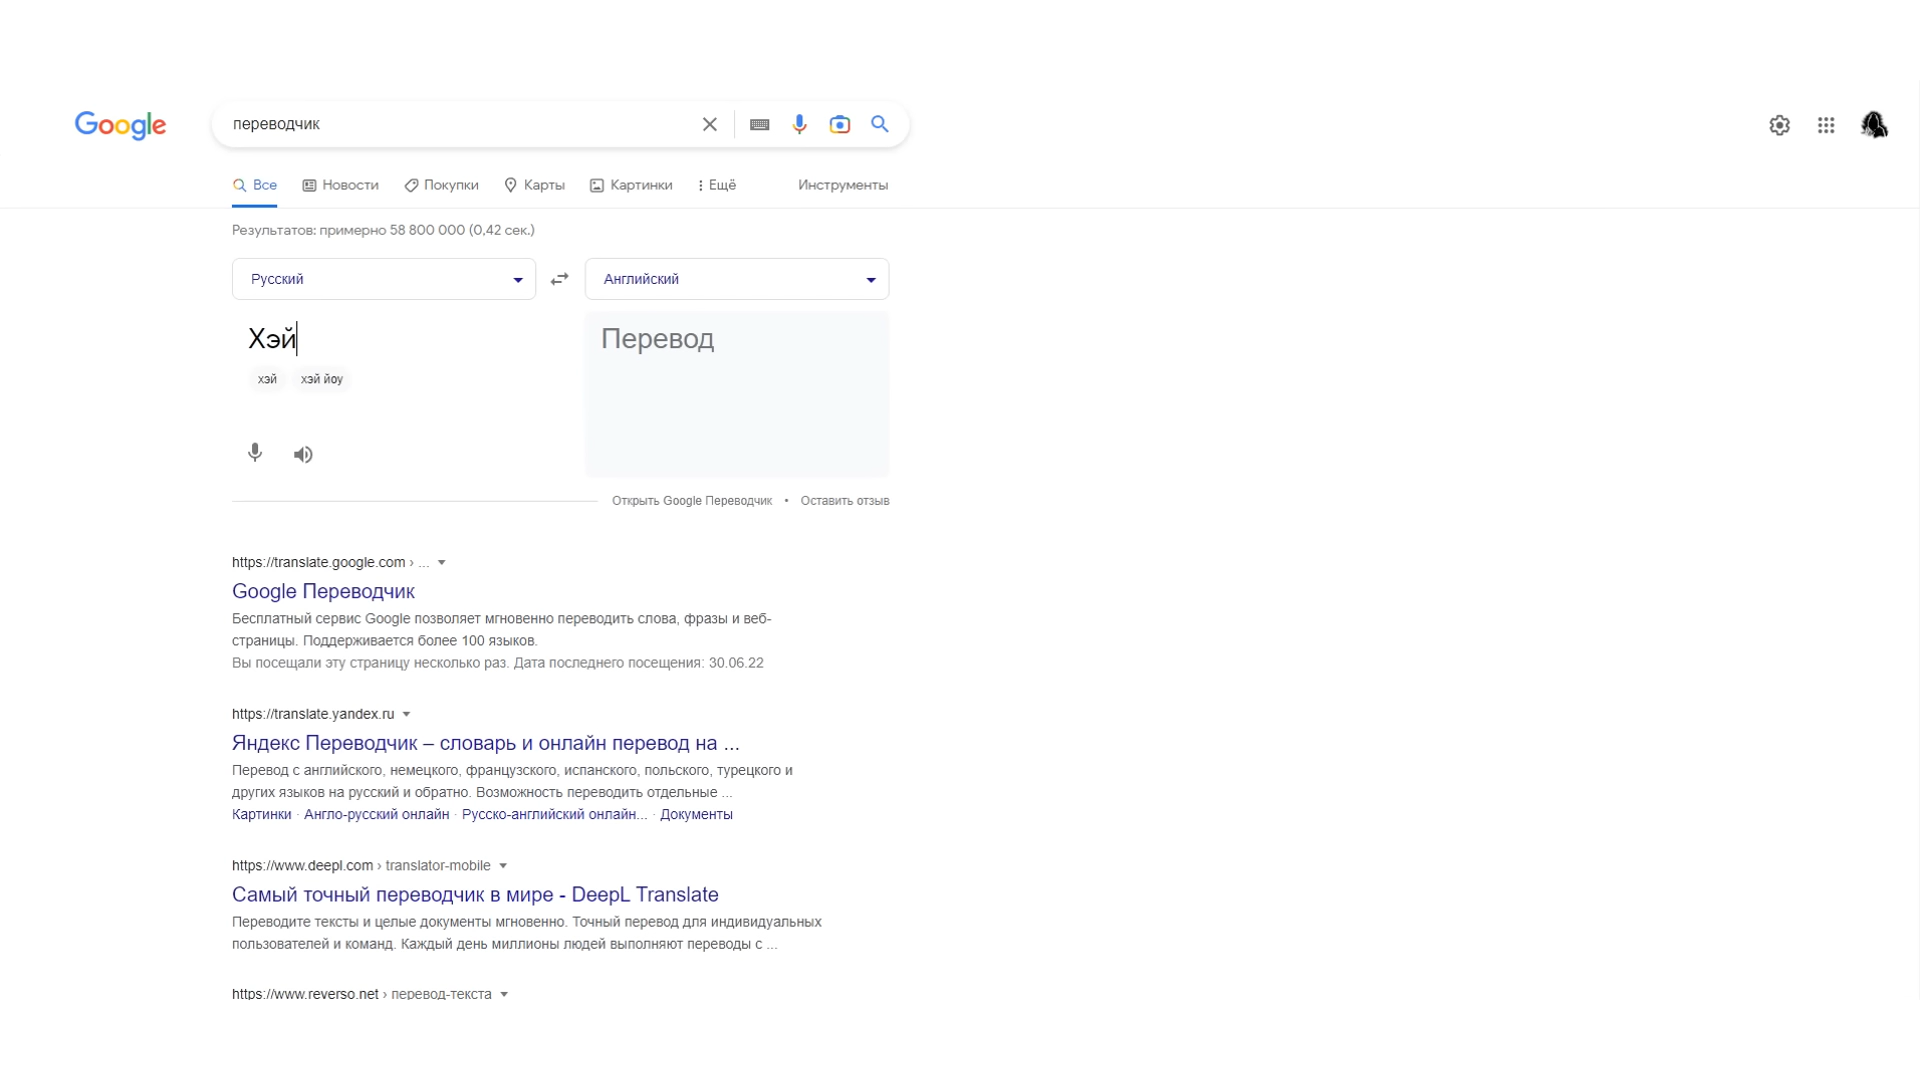 Google
переводчик
Все Новости Покупки Карты Картинки Ещё Инструменты
Результатов: примерно 58 800 000 (0,42 сек.)
Русский Английский
Хэй Перевод
хэй хэй йоу
Открыть Google Переводчик • Оставить отзыв
https://translate.google.com › ...
Google Переводчик
Бесплатный сервис Google позволяет мгновенно переводить слова, фразы и веб-
страницы. Поддерживается более 100 языков.
Вы посещали эту страницу несколько раз. Дата последнего посещения: 30.06.22
https://translate.yandex.ru
Яндекс Переводчик – словарь и онлайн перевод на ...
Перевод с английского, немецкого, французского, испанского, польского, турецкого и
других языков на русский и обратно. Возможность переводить отдельные ...
Картинки · Англо-русский онлайн · Русско-английский онлайн... · Документы
https://www.deepl.com › translator-mobile
Самый точный переводчик в мире - DeepL Translate
Переводите тексты и целые документы мгновенно. Точный перевод для индивидуальных
пользователей и команд. Каждый день миллионы людей выполняют переводы с ...
https://www.reverso.net › перевод-текста